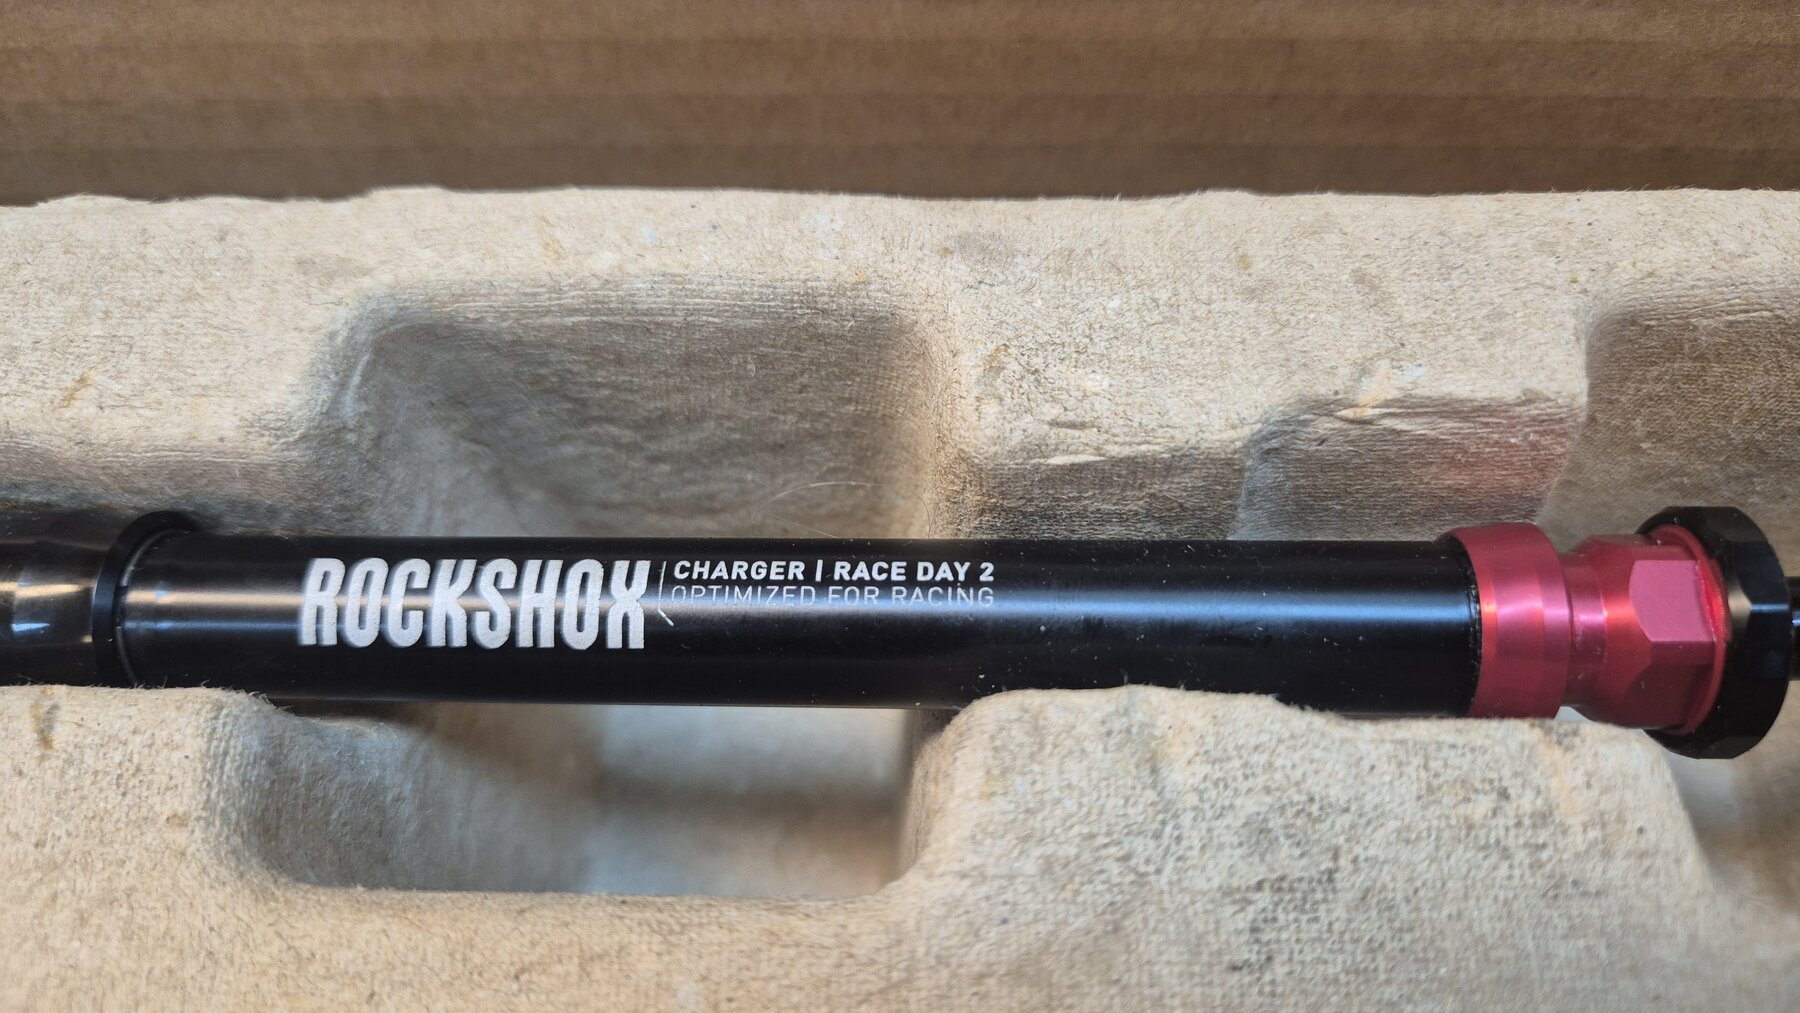 ROCKSHOX
CHARGER | RACE DAY 2
OPTIMIZED FOR RACING